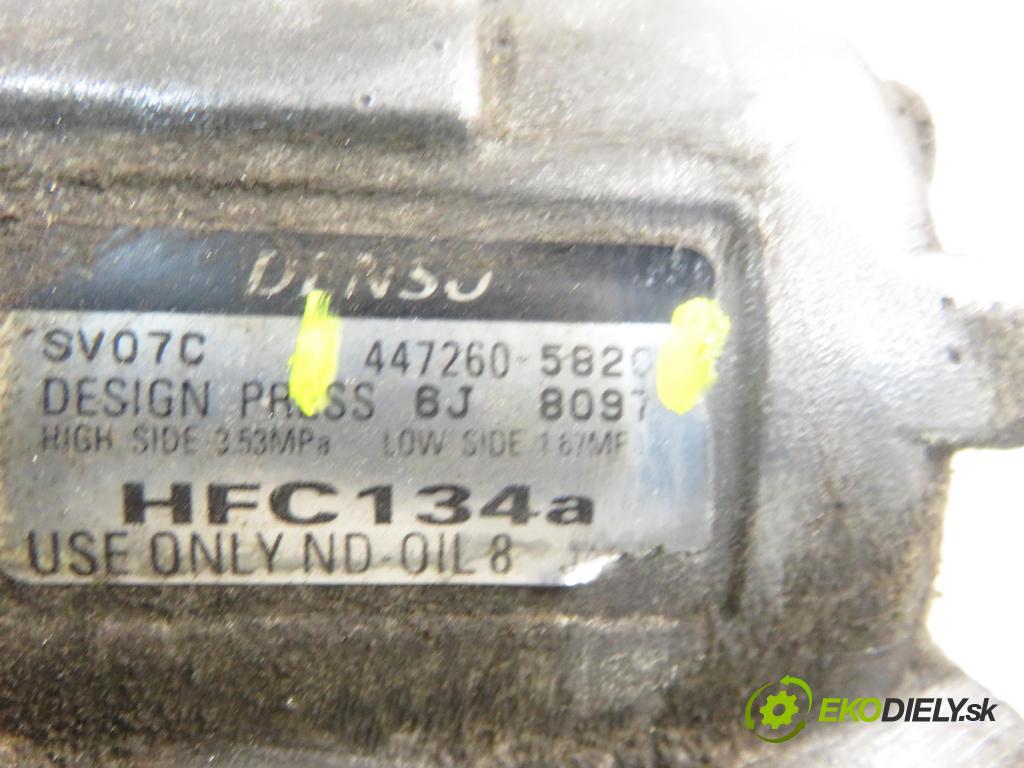 DENSO
SV07C 447260-5820
DESIGN PRESS 6J 8097
HIGH SIDE 3.53MPa LOW SIDE 1.67MP
HFC134a
USE ONLY ND-OIL 8
EKODIELY.sk